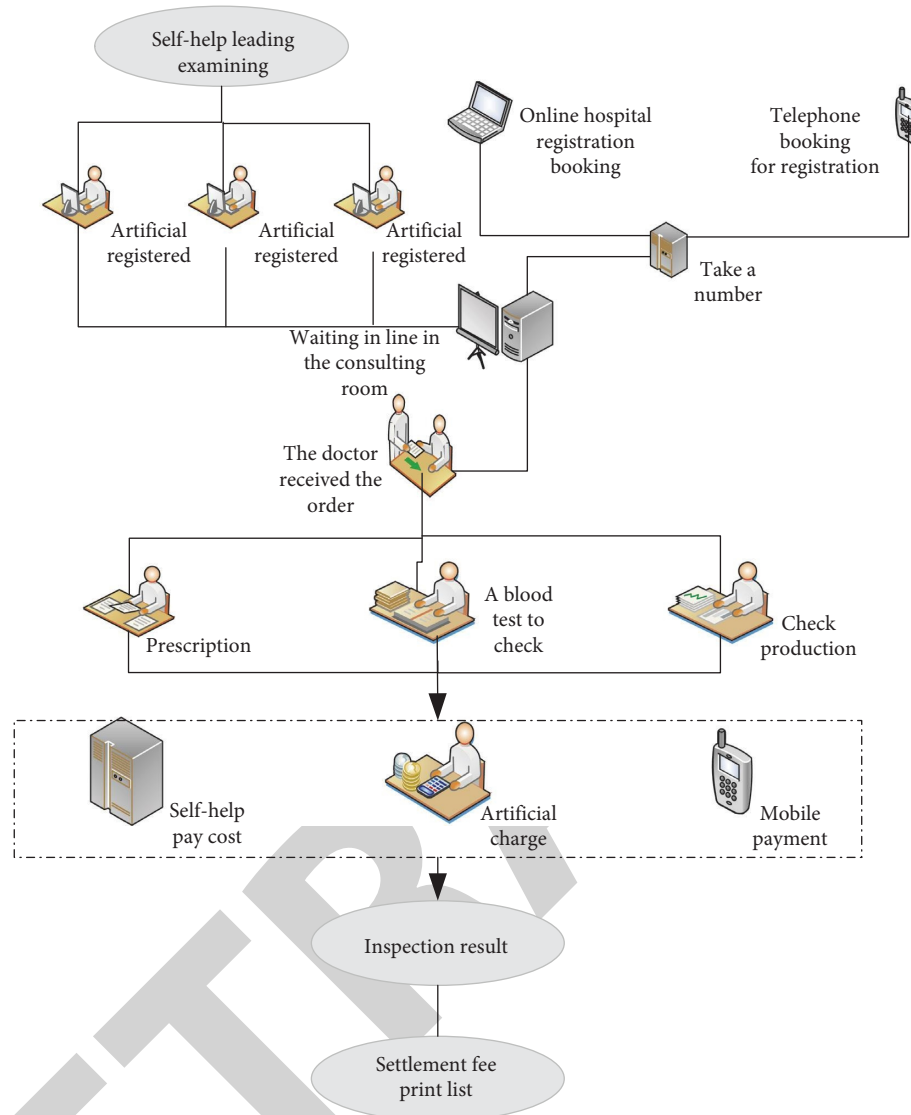 Self-help leading
examining
Online hospital
registration
booking
Telephone
booking
for registration
Artificial
registered
Artificial
registered
Artificial
registered
Take a
number
Waiting in line in
the consulting
room
The doctor
received the
order
Prescription
A blood
test to
check
Check
production
Self-help
pay cost
Artificial
charge
Mobile
payment
Inspection result
Settlement fee
print list